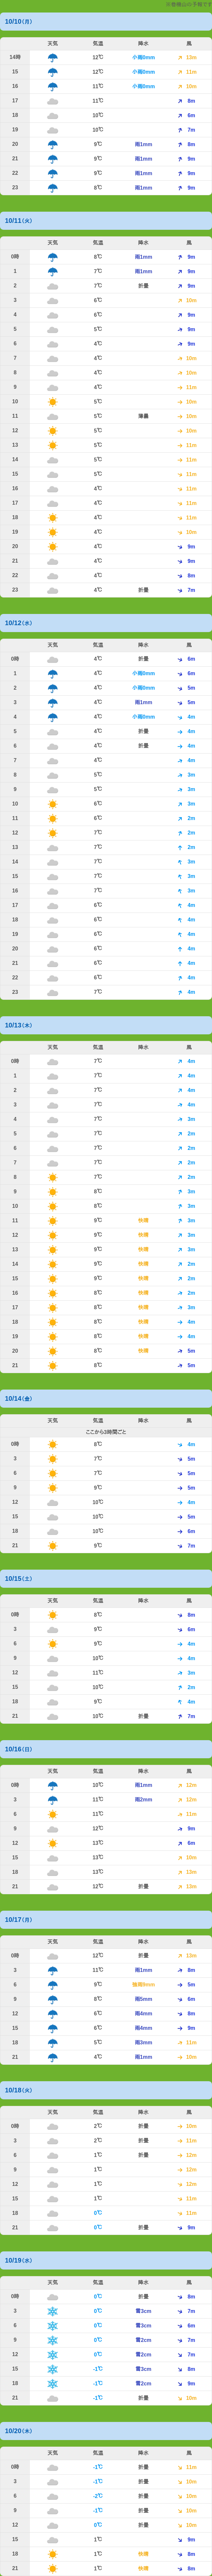 10/10(月)
天気 気温 降水 風
14時 12℃ 小雨0mm 13m
15 12℃ 小雨0mm 11m
16 11℃ 小雨0mm 10m
17 11℃ 8m
18 10℃ 6m
19 10℃ 7m
20 9℃ 雨1mm 8m
21 9℃ 雨1mm 9m
22 9℃ 雨1mm 9m
23 8℃ 雨1mm 9m
10/11(火)
天気 気温 降水 風
0時 8℃ 雨1mm 9m
1 7℃ 雨1mm 9m
2 7℃ 折畳 9m
3 6℃ 10m
4 6℃ 9m
5 5℃ 9m
6 4℃ 9m
7 4℃ 10m
8 4℃ 10m
9 4℃ 11m
10 5℃ 10m
11 5℃ 薄曇 10m
12 5℃ 10m
13 5℃ 11m
14 5℃ 11m
15 5℃ 11m
16 4℃ 11m
17 4℃ 11m
18 4℃ 11m
19 4℃ 10m
20 4℃ 9m
21 4℃ 9m
22 4℃ 8m
23 4℃ 折畳 7m
10/12(水)
天気 気温 降水 風
0時 4℃ 折畳 6m
1 4℃ 小雨0mm 6m
2 4℃ 小雨0mm 5m
3 4℃ 雨1mm 5m
4 4℃ 小雨0mm 4m
5 4℃ 折畳 4m
6 4℃ 折畳 4m
7 4℃ 4m
8 5℃ 3m
9 5℃ 3m
10 6℃ 3m
11 6℃ 2m
12 7℃ 2m
13 7℃ 2m
14 7℃ 3m
15 7℃ 3m
16 7℃ 3m
17 6℃ 4m
18 6℃ 4m
19 6℃ 4m
20 6℃ 4m
21 6℃ 4m
22 6℃ 4m
23 7℃ 4m
10/13(木)
天気 気温 降水 風
0時 7℃ 4m
1 7℃ 4m
2 7℃ 4m
3 7℃ 4m
4 7℃ 3m
5 7℃ 2m
6 7℃ 2m
7 7℃ 2m
8 7℃ 2m
9 8℃ 3m
10 8℃ 3m
11 9℃ 快晴 3m
12 9℃ 快晴 3m
13 9℃ 快晴 3m
14 9℃ 快晴 2m
15 9℃ 快晴 2m
16 8℃ 快晴 2m
17 8℃ 快晴 3m
18 8℃ 快晴 4m
19 8℃ 快晴 4m
20 8℃ 快晴 5m
21 8℃ 5m
10/14(金)
天気 気温 降水 風
ここから3時間ごと
0時 8℃ 4m
3 7℃ 5m
6 7℃ 5m
9 9℃ 5m
12 10℃ 4m
15 10℃ 5m
18 10℃ 6m
21 9℃ 7m
10/15(土)
天気 気温 降水 風
0時 8℃ 8m
3 9℃ 6m
6 9℃ 4m
9 10℃ 4m
12 11℃ 3m
15 10℃ 2m
18 9℃ 4m
21 10℃ 折畳 7m
10/16(日)
天気 気温 降水 風
0時 10℃ 雨1mm 12m
3 11℃ 雨2mm 12m
6 11℃ 11m
9 12℃ 9m
12 13℃ 6m
15 13℃ 10m
18 13℃ 13m
21 12℃ 折畳 13m
10/17(月)
天気 気温 降水 風
0時 12℃ 折畳 13m
3 11℃ 雨1mm 8m
6 9℃ 強雨9mm 5m
9 8℃ 雨5mm 6m
12 6℃ 雨4mm 8m
15 6℃ 雨4mm 9m
18 5℃ 雨3mm 11m
21 4℃ 雨1mm 10m
10/18(火)
天気 気温 降水 風
0時 2℃ 折畳 10m
3 2℃ 折畳 11m
6 1℃ 折畳 12m
9 1℃ 12m
12 1℃ 12m
15 1℃ 11m
18 0℃ 11m
21 0℃ 折畳 9m
10/19(水)
天気 気温 降水 風
0時 0℃ 折畳 8m
3 0℃ 雪3cm 7m
6 0℃ 雪3cm 6m
9 0℃ 雪2cm 7m
12 0℃ 雪2cm 7m
15 -1℃ 雪3cm 8m
18 -1℃ 雪2cm 9m
21 -1℃ 折畳 10m
10/20(木)
天気 気温 降水 風
0時 -1℃ 折畳 11m
3 -1℃ 折畳 10m
6 -2℃ 折畳 10m
9 -1℃ 折畳 10m
12 0℃ 折畳 10m
15 1℃ 9m
18 1℃ 快晴 8m
21 1℃ 快晴 8m